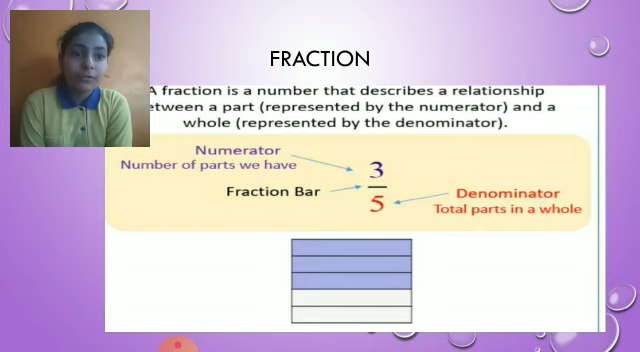 FRACTION
A fraction is a number that describes a relationship
etween a part (represented by the numerator) and a
whole (represented by the denominator).
Numerator
Number of parts we have
3
Fraction Bar
5
Denominator
Total parts in a whole